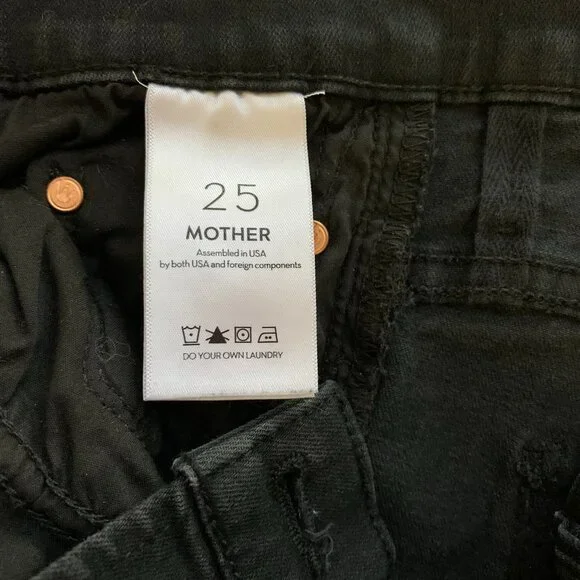 25
MOTHER
Assembled in USA
by both USA and foreign components
DO YOUR OWN LAUNDRY